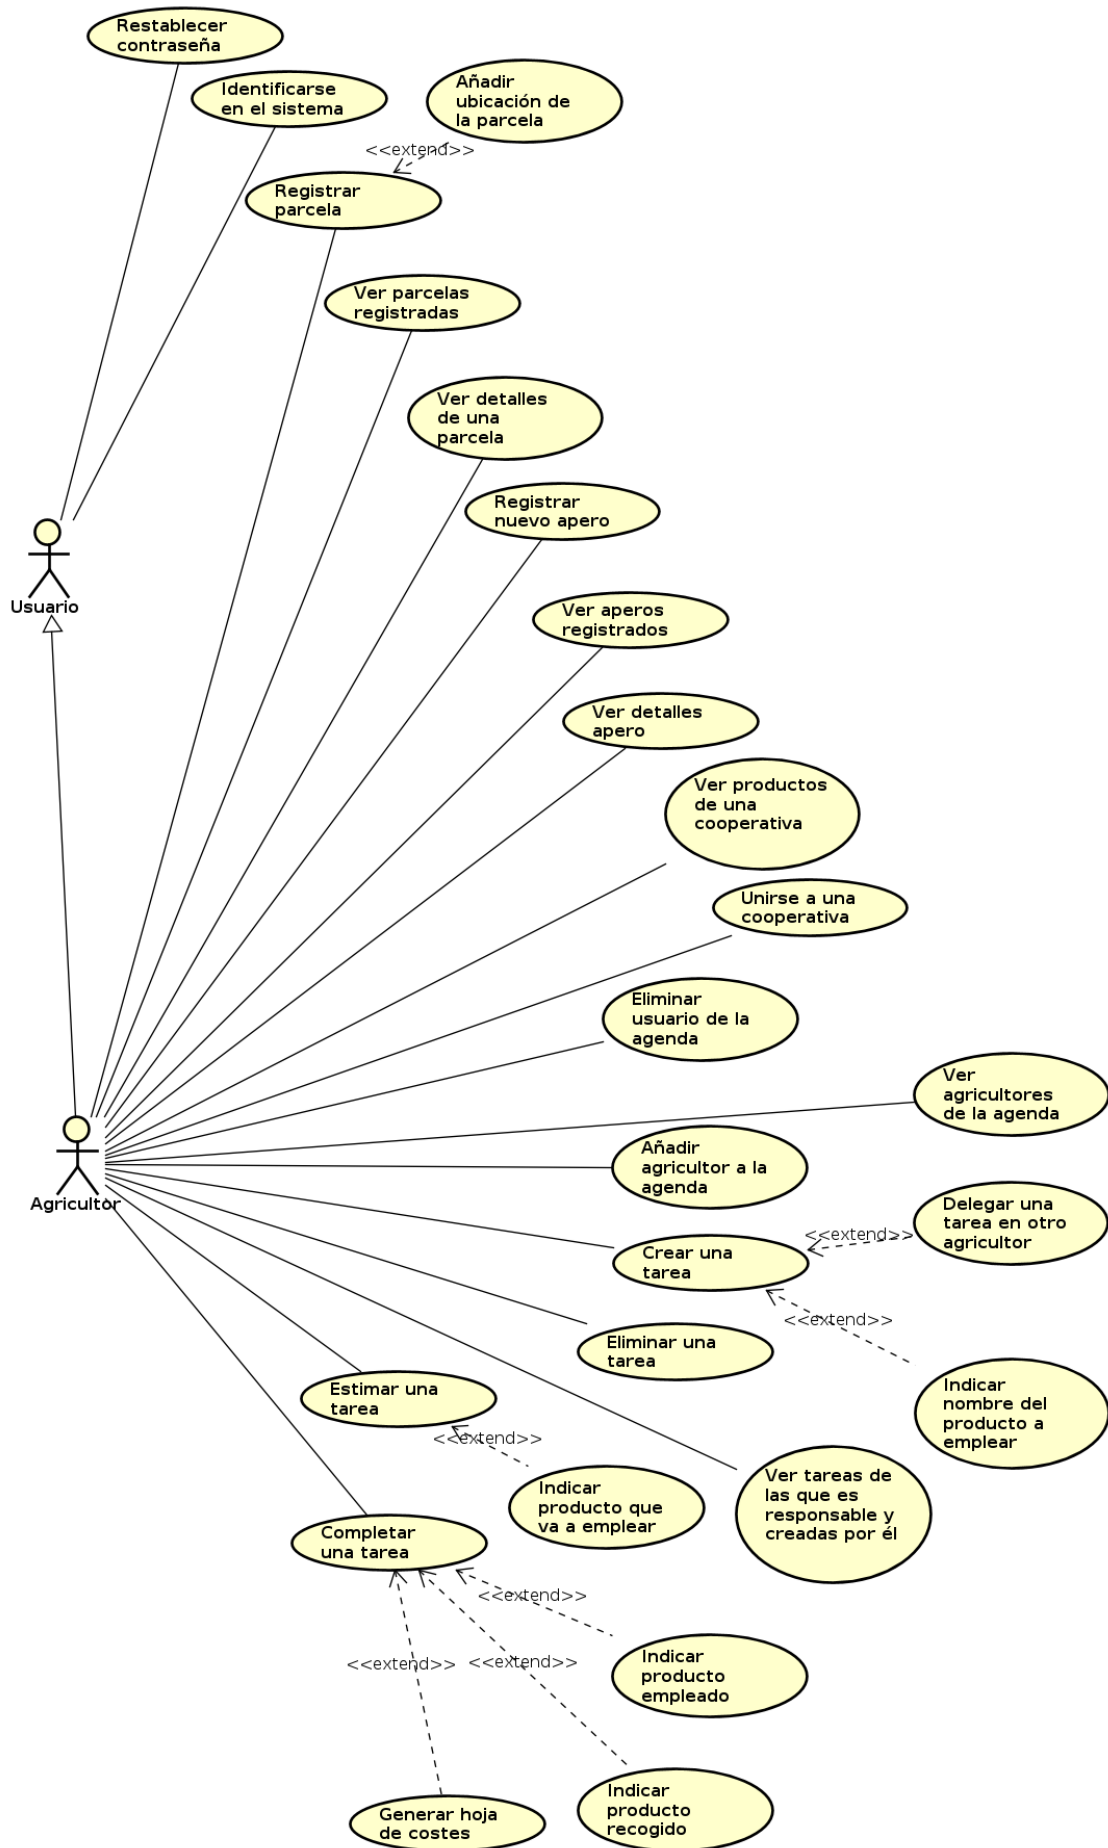 Restablecer
contraseña
Identificarse
en el sistema
Añadir
ubicación de
la parcela
<<extend>>
Registrar
parcela
Ver parcelas
registradas
Ver detalles
de una
parcela
Registrar
nuevo apero
Usuario
Ver aperos
registrados
Ver detalles
apero
Ver productos
de una
cooperativa
Unirse a una
cooperativa
Eliminar
usuario de la
agenda
Ver
agricultores
de la agenda
Añadir
agricultor a la
agenda
Agricultor
Delegar una
tarea en otro
agricultor
<<extend>>
Crear una
tarea
<<extend>>
Eliminar una
tarea
Indicar
nombre del
producto a
emplear
Estimar una
tarea
<<extend>>
Indicar
producto que
va a emplear
Ver tareas de
las que es
responsable y
creadas por él
Completar
una tarea
<<extend>>
<<extend>>
<<extend>>
Indicar
producto
empleado
Indicar
producto
recogido
Generar hoja
de costes